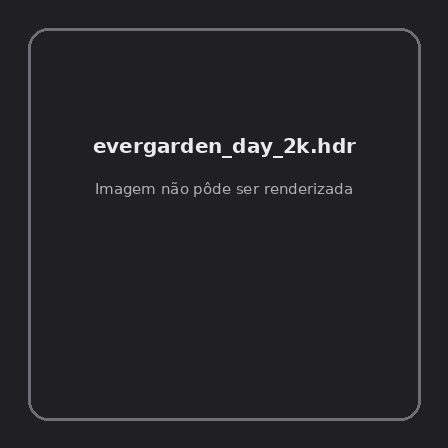 evergarden_day_2k.hdr
Imagem não pôde ser renderizada